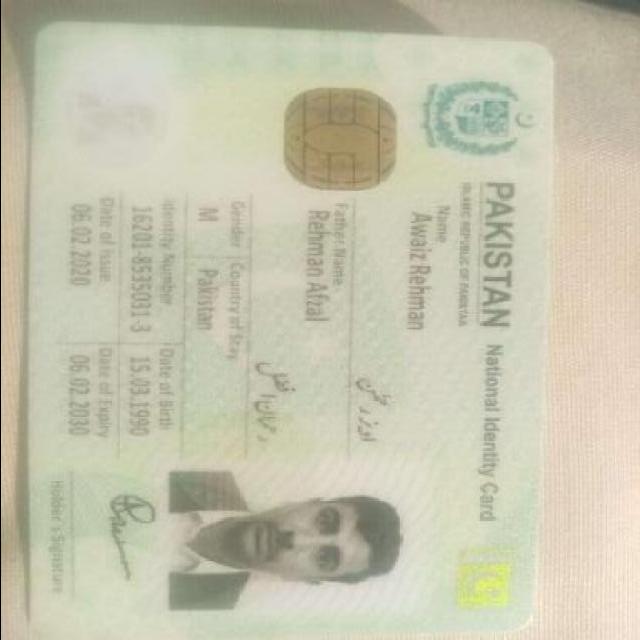 PAKISTAN National Identity Card
ISLAMIC REPUBLIC OF PAKISTAN
Name
Awaiz Rehman
اویز رحمٰن
Father Name
Rehman Afzal
رحمان افضل
Gender Country of Stay
M Pakistan
Identity Number Date of Birth
16201-853501-3 15.03.1990
Date of Issue Date of Expiry
06.02.2020 06.02.2030
Holder's Signature